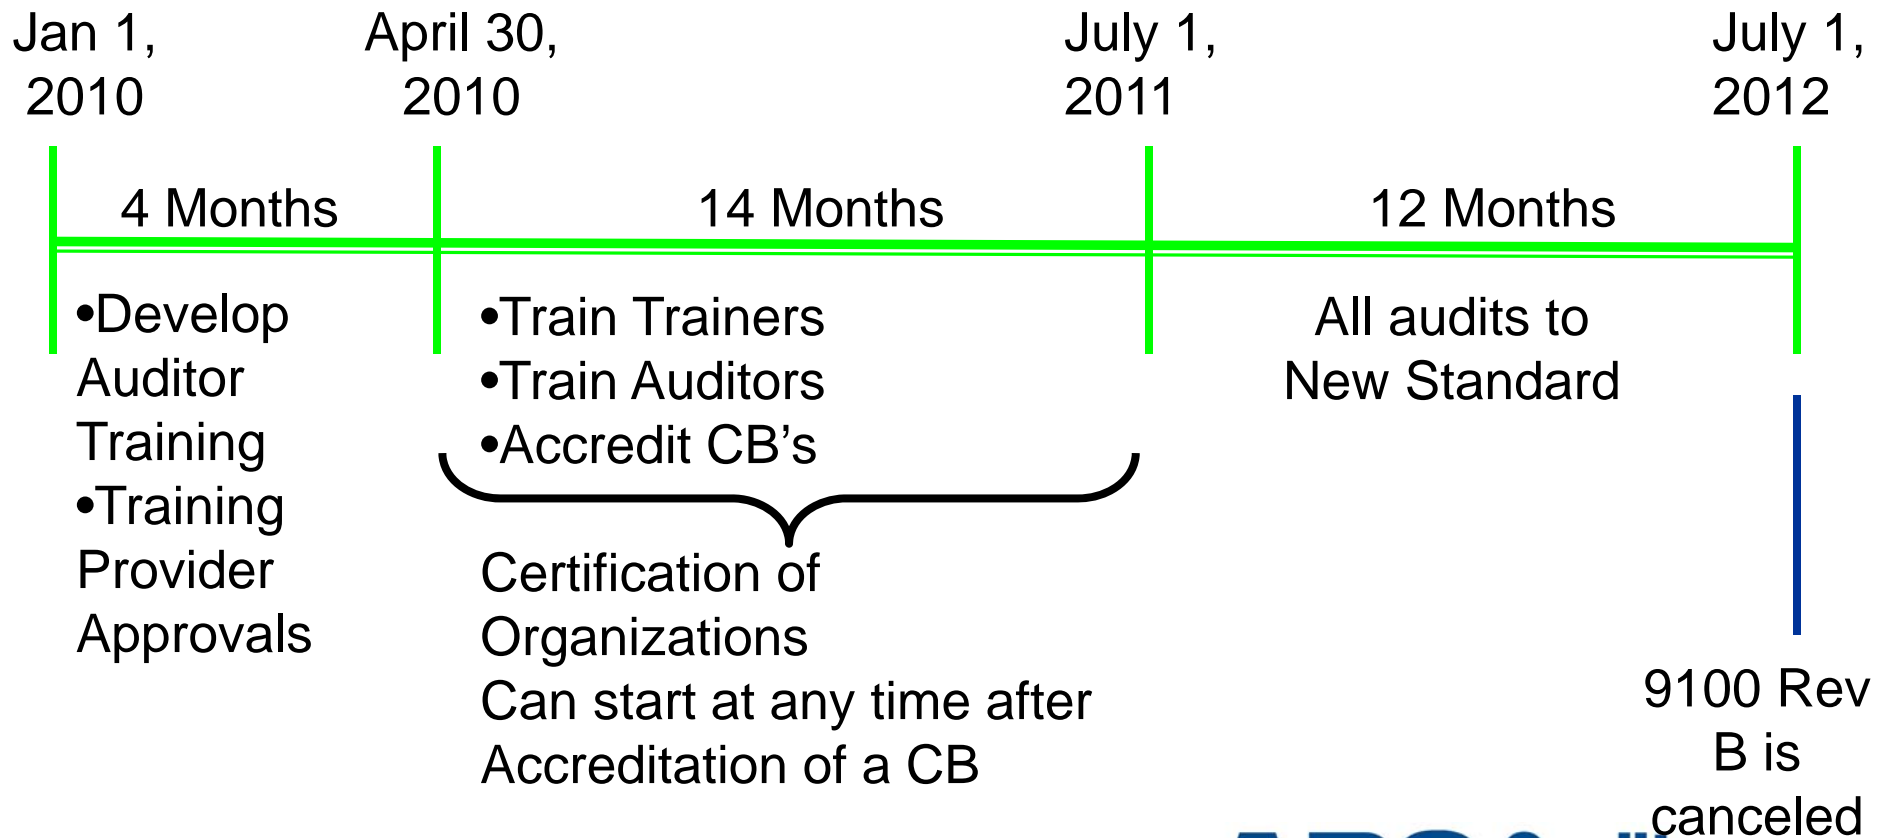 Jan 1,
2010
April 30,
2010
July 1,
2011
July 1,
2012
4 Months
14 Months
12 Months
•Develop
Auditor
Training
•Training
Provider
Approvals
•Train Trainers
•Train Auditors
•Accredit CB’s
Certification of
Organizations
Can start at any time after
Accreditation of a CB
All audits to
New Standard
9100 Rev
B is
canceled